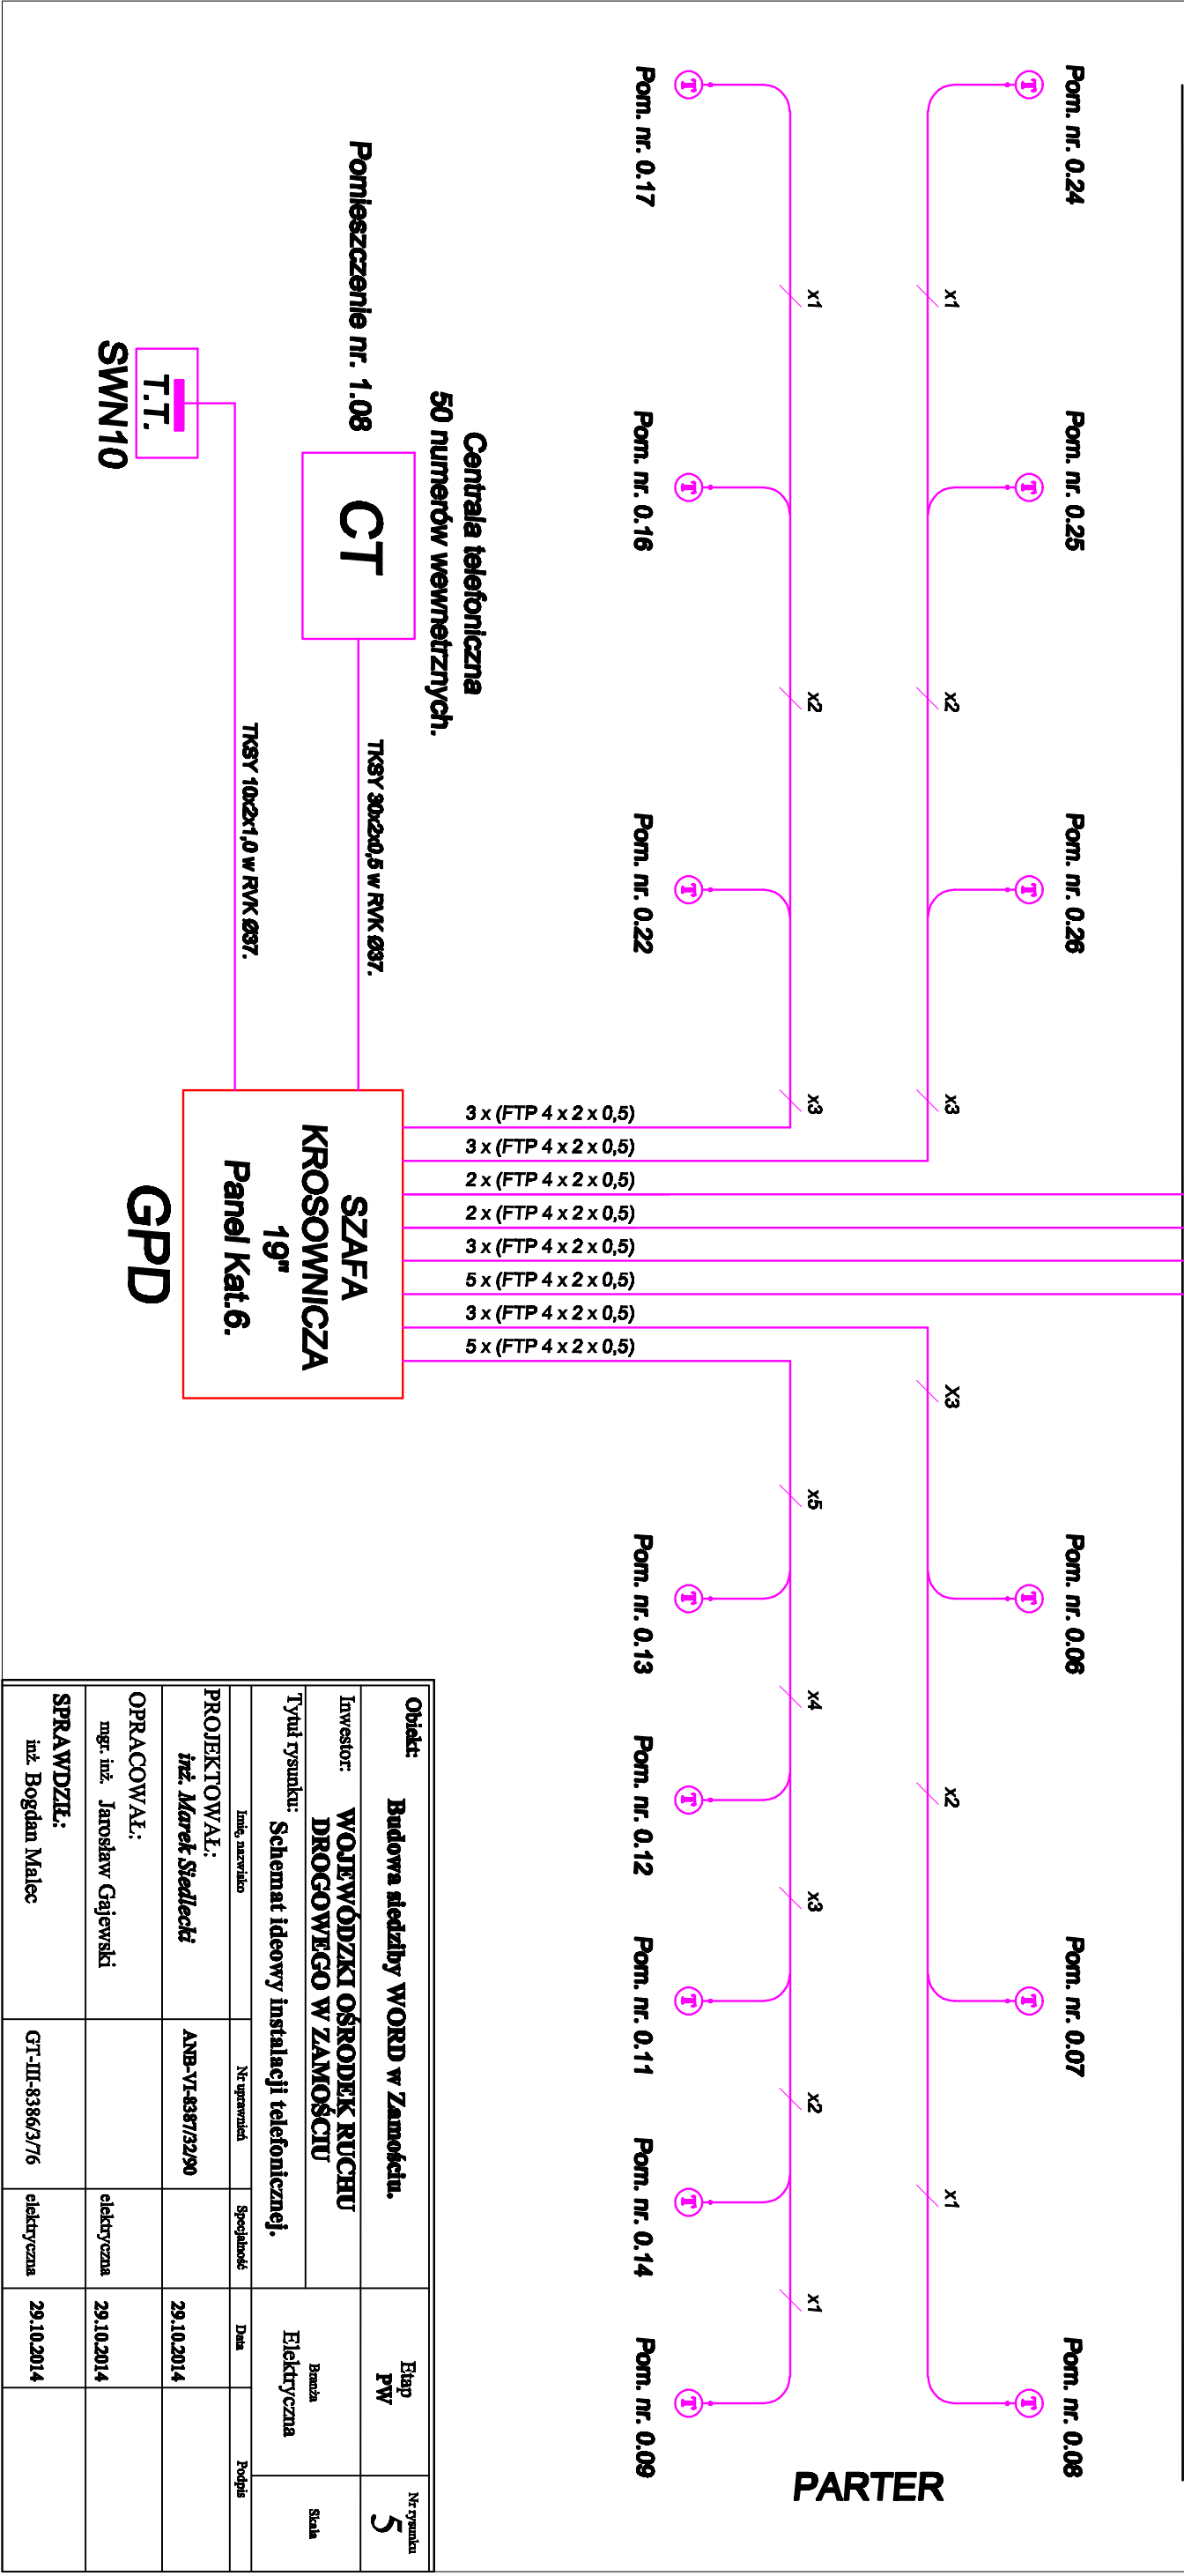 Pom. nr. 0.24
Pom. nr. 0.25
Pom. nr. 0.26
Pom. nr. 0.06
Pom. nr. 0.07
Pom. nr. 0.08
T
T
T
T
T
T
x1
x2
x3
X3
x2
x1
PARTER
x1
x2
x3
x5
x4
x3
x2
x1
T
T
T
T
T
T
T
T
Pom. nr. 0.17
Pom. nr. 0.16
Pom. nr. 0.22
Pom. nr. 0.13
Pom. nr. 0.12
Pom. nr. 0.11
Pom. nr. 0.14
Pom. nr. 0.09
3 x (FTP 4 x 2 x 0,5)
3 x (FTP 4 x 2 x 0,5)
2 x (FTP 4 x 2 x 0,5)
2 x (FTP 4 x 2 x 0,5)
3 x (FTP 4 x 2 x 0,5)
5 x (FTP 4 x 2 x 0,5)
3 x (FTP 4 x 2 x 0,5)
5 x (FTP 4 x 2 x 0,5)
Centrala telefoniczna
50 numerów wewnetrznych.
Pomieszczenie nr. 1.08
CT
TKSY 30x2x0,5 w RVK Ø37.
T.T.
SWN10
TKSY 10x2x1,0 w RVK Ø37.
SZAFA
KROSOWNICZA
19"
Panel Kat.6.
GPD
Obiekt: Budowa siedziby WORD w Zamościu.
Etap
PW
Nr rysunku
5
Inwestor: WOJEWÓDZKI OŚRODEK RUCHU
DROGOWEGO W ZAMOŚCIU
Tytuł rysunku: Schemat ideowy instalacji telefonicznej.
Branża
Elektryczna
Skala
Imię, nazwisko Nr uprawnień Specjalność Data Podpis
PROJEKTOWAŁ:
inż. Marek Siedlecki ANB-VI-8387/32/90 29.10.2014
OPRACOWAŁ:
mgr. inż. Jarosław Gajewski elektryczna 29.10.2014
SPRAWDZIŁ:
inż. Bogdan Malec GT-III-8386/3/76 elektryczna 29.10.2014